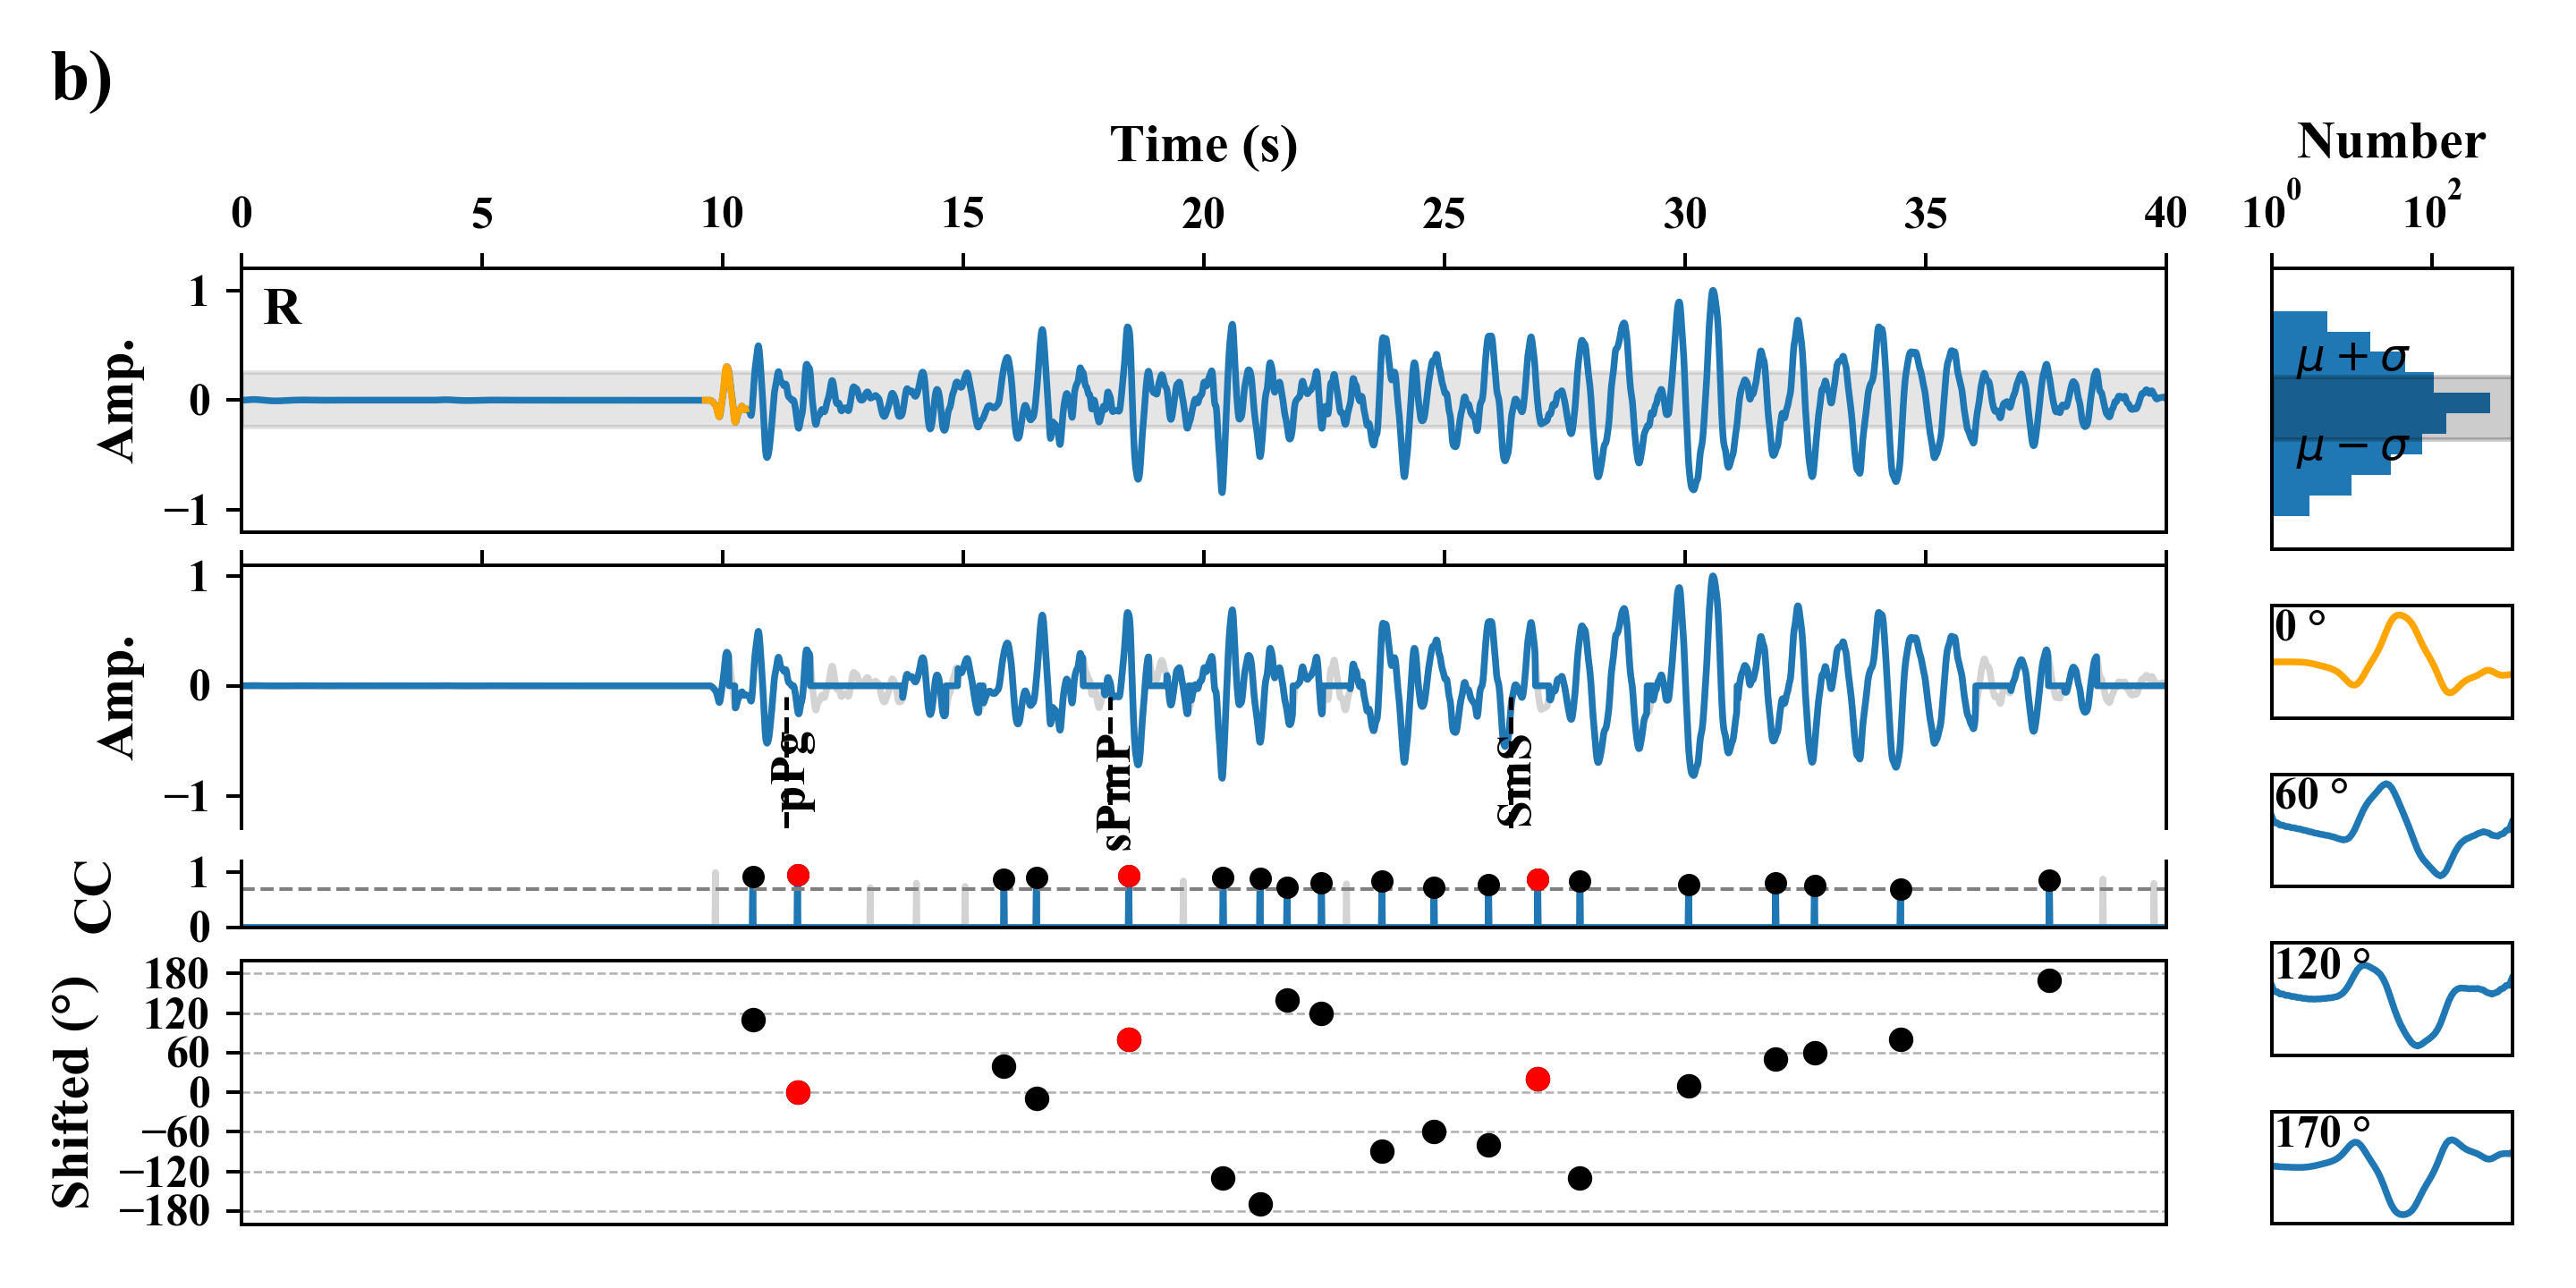 b)
Time (s)
Number
0 5 10 15 20 25 30 35 40
10^0 10^2
R
Amp.
1
0
−1
μ + σ
μ − σ
Amp.
1
0
−1
pPg
sPmP
SmS
0 °
60 °
CC
1
0
120 °
Shifted (°)
180
120
60
0
−60
−120
−180
170 °